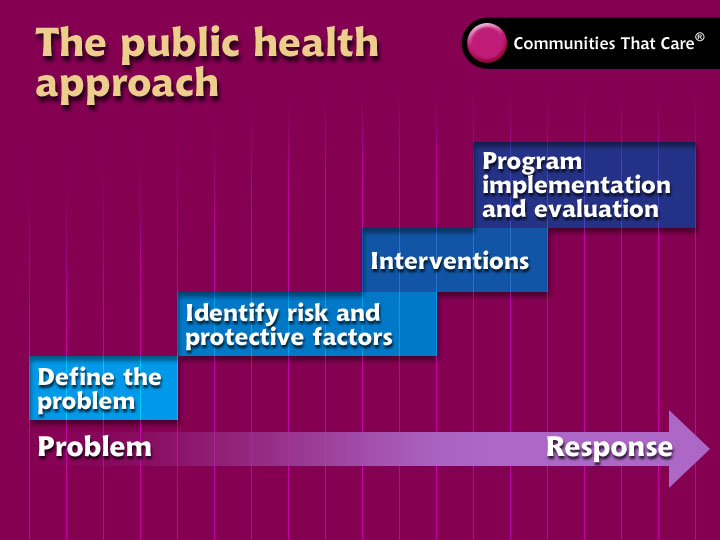 The public health
approach
Communities That Care®
Program
implementation
and evaluation
Interventions
Identify risk and
protective factors
Define the
problem
Problem
Response